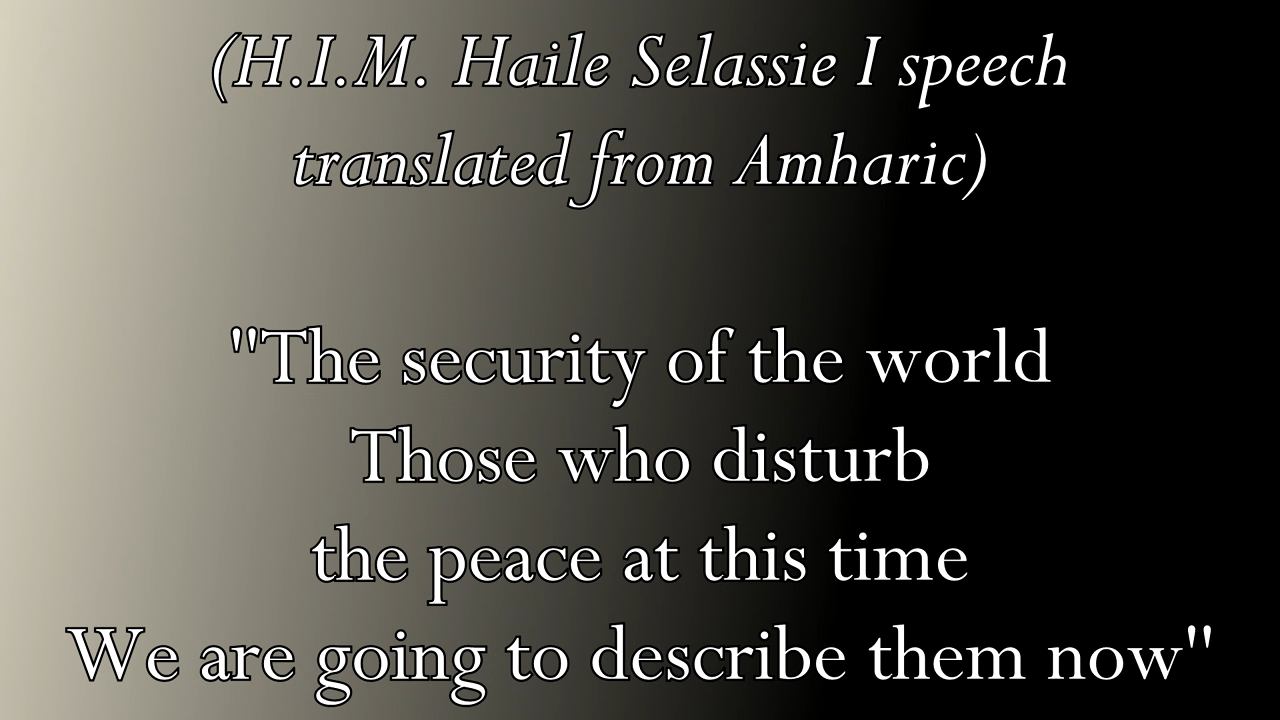 (H.I.M. Haile Selassie I speech
translated from Amharic)
"The security of the world
Those who disturb
the peace at this time
We are going to describe them now"